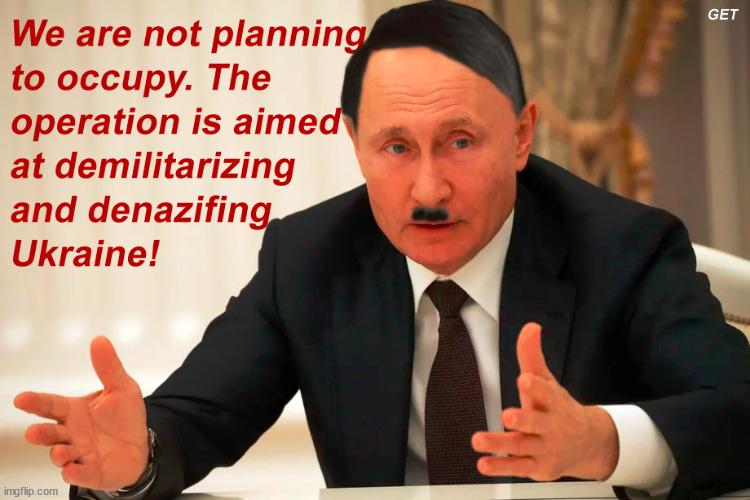 We are not planning
to occupy. The
operation is aimed
at demilitarizing
and denazifing
Ukraine!
GET
imgflip.com